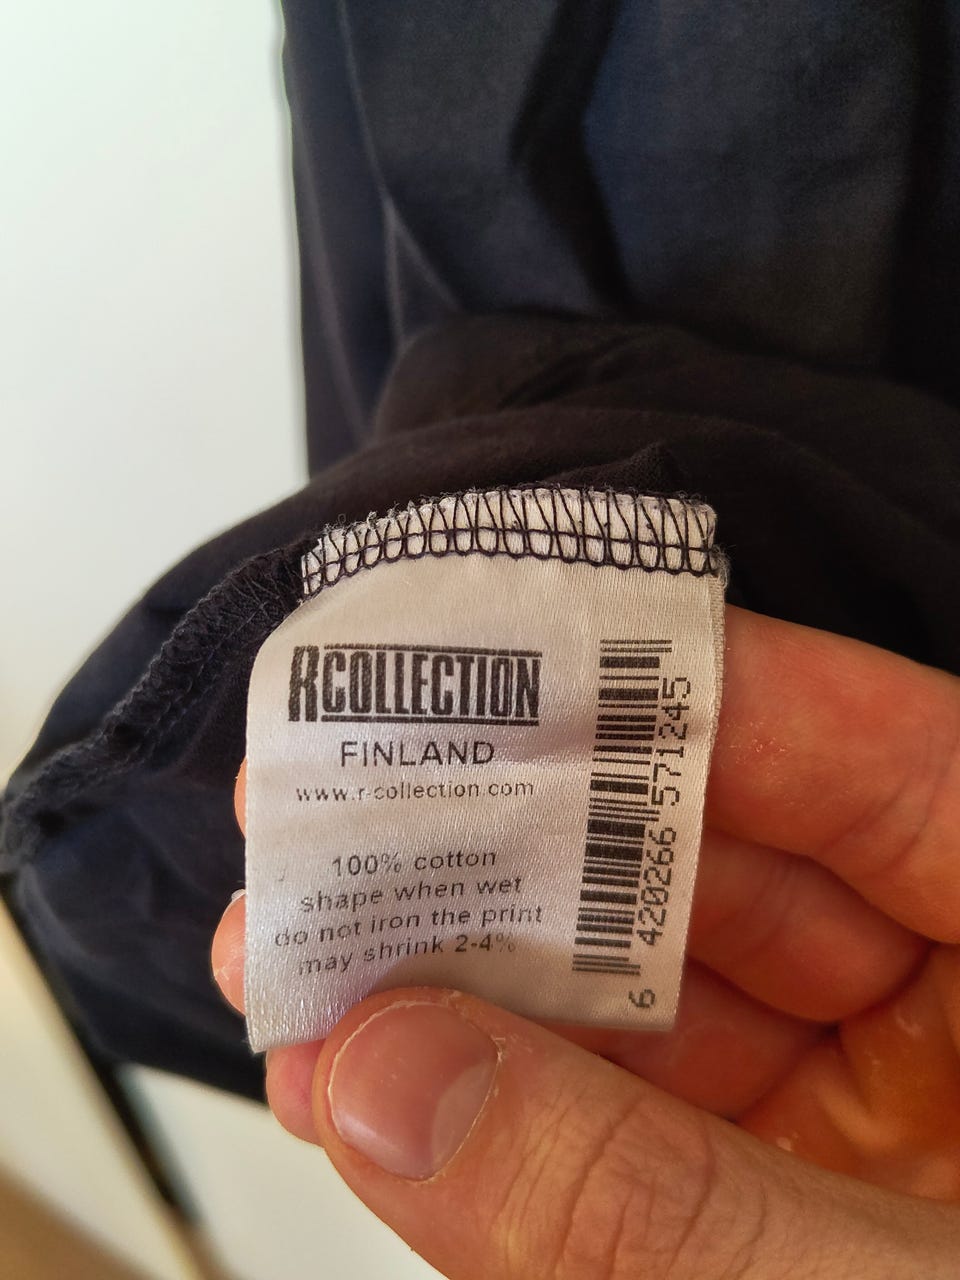 RCOLLECTION
FINLAND
www.r-collection.com
100% cotton
shape when wet
do not iron the print
may shrink 2-4%
6 420266 571245